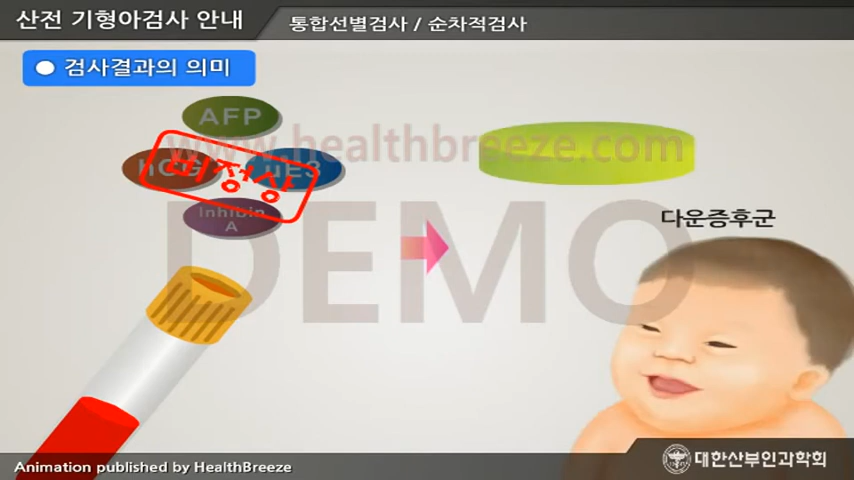 산전 기형아검사 안내
통합선별검사 / 순차적검사
검사결과의 의미
AFP
www.healthbreeze.com
hCG
uE3
비정상
Inhibin
A
DEMO
다운증후군
Animation published by HealthBreeze
대한산부인과학회